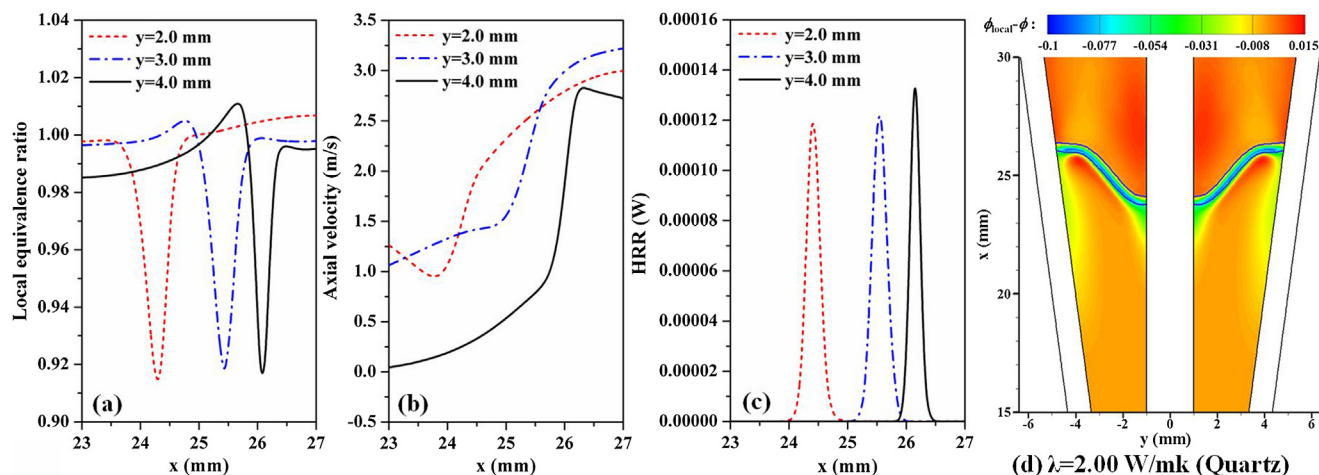 1.04
1.02
1.00
0.98
0.96
0.94
0.92
0.90
Local equivalence ratio
y=2.0 mm
y=3.0 mm
y=4.0 mm
(a)
23 24 25 26 27
x (mm)
3.5
3.0
2.5
2.0
1.5
1.0
0.5
0.0
-0.5
Axial velocity (m/s)
y=2.0 mm
y=3.0 mm
y=4.0 mm
(b)
23 24 25 26 27
x (mm)
0.00016
0.00014
0.00012
0.00010
0.00008
0.00006
0.00004
0.00002
0.00000
HRR (W)
y=2.0 mm
y=3.0 mm
y=4.0 mm
(c)
23 24 25 26 27
x (mm)
ϕlocal-ϕ:
-0.1 -0.077 -0.054 -0.031 -0.008 0.015
30
25
20
15
x (mm)
-6 -4 -2 0 2 4 6
y (mm)
(d) λ=2.00 W/mk (Quartz)